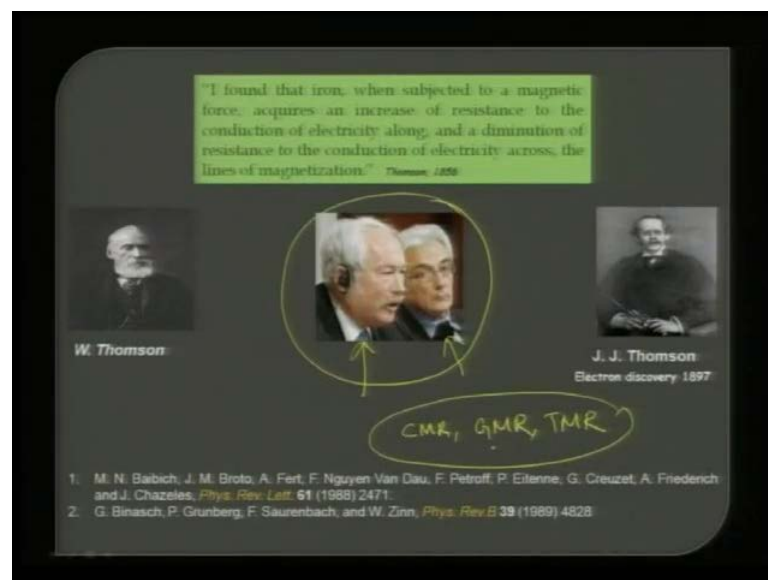 "I found that iron, when subjected to a magnetic
force, acquires an increase of resistance to the
conduction of electricity along, and a diminution of
resistance to the conduction of electricity across, the
lines of magnetization." Thomson, 1856
W. Thomson
J. J. Thomson
Electron discovery 1897
CMR, GMR, TMR
1. M. N. Baibich, J. M. Broto, A. Fert, F. Nguyen Van Dau, F. Petroff, P. Eitenne, G. Creuzet, A. Friederich
and J. Chazeles, Phys. Rev. Lett. 61 (1988) 2471.
2. G. Binasch, P. Grunberg, F. Saurenbach, and W. Zinn, Phys. Rev.B 39 (1989) 4828